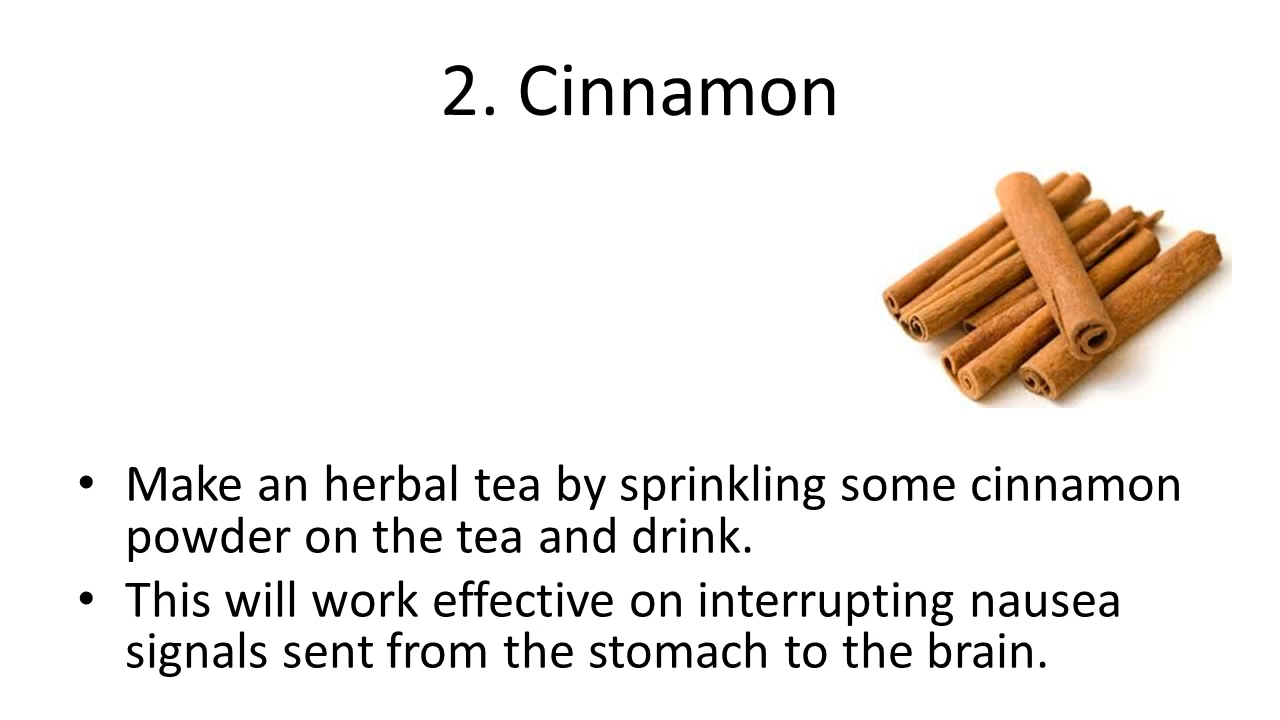 2. Cinnamon
• Make an herbal tea by sprinkling some cinnamon
powder on the tea and drink.
• This will work effective on interrupting nausea
signals sent from the stomach to the brain.